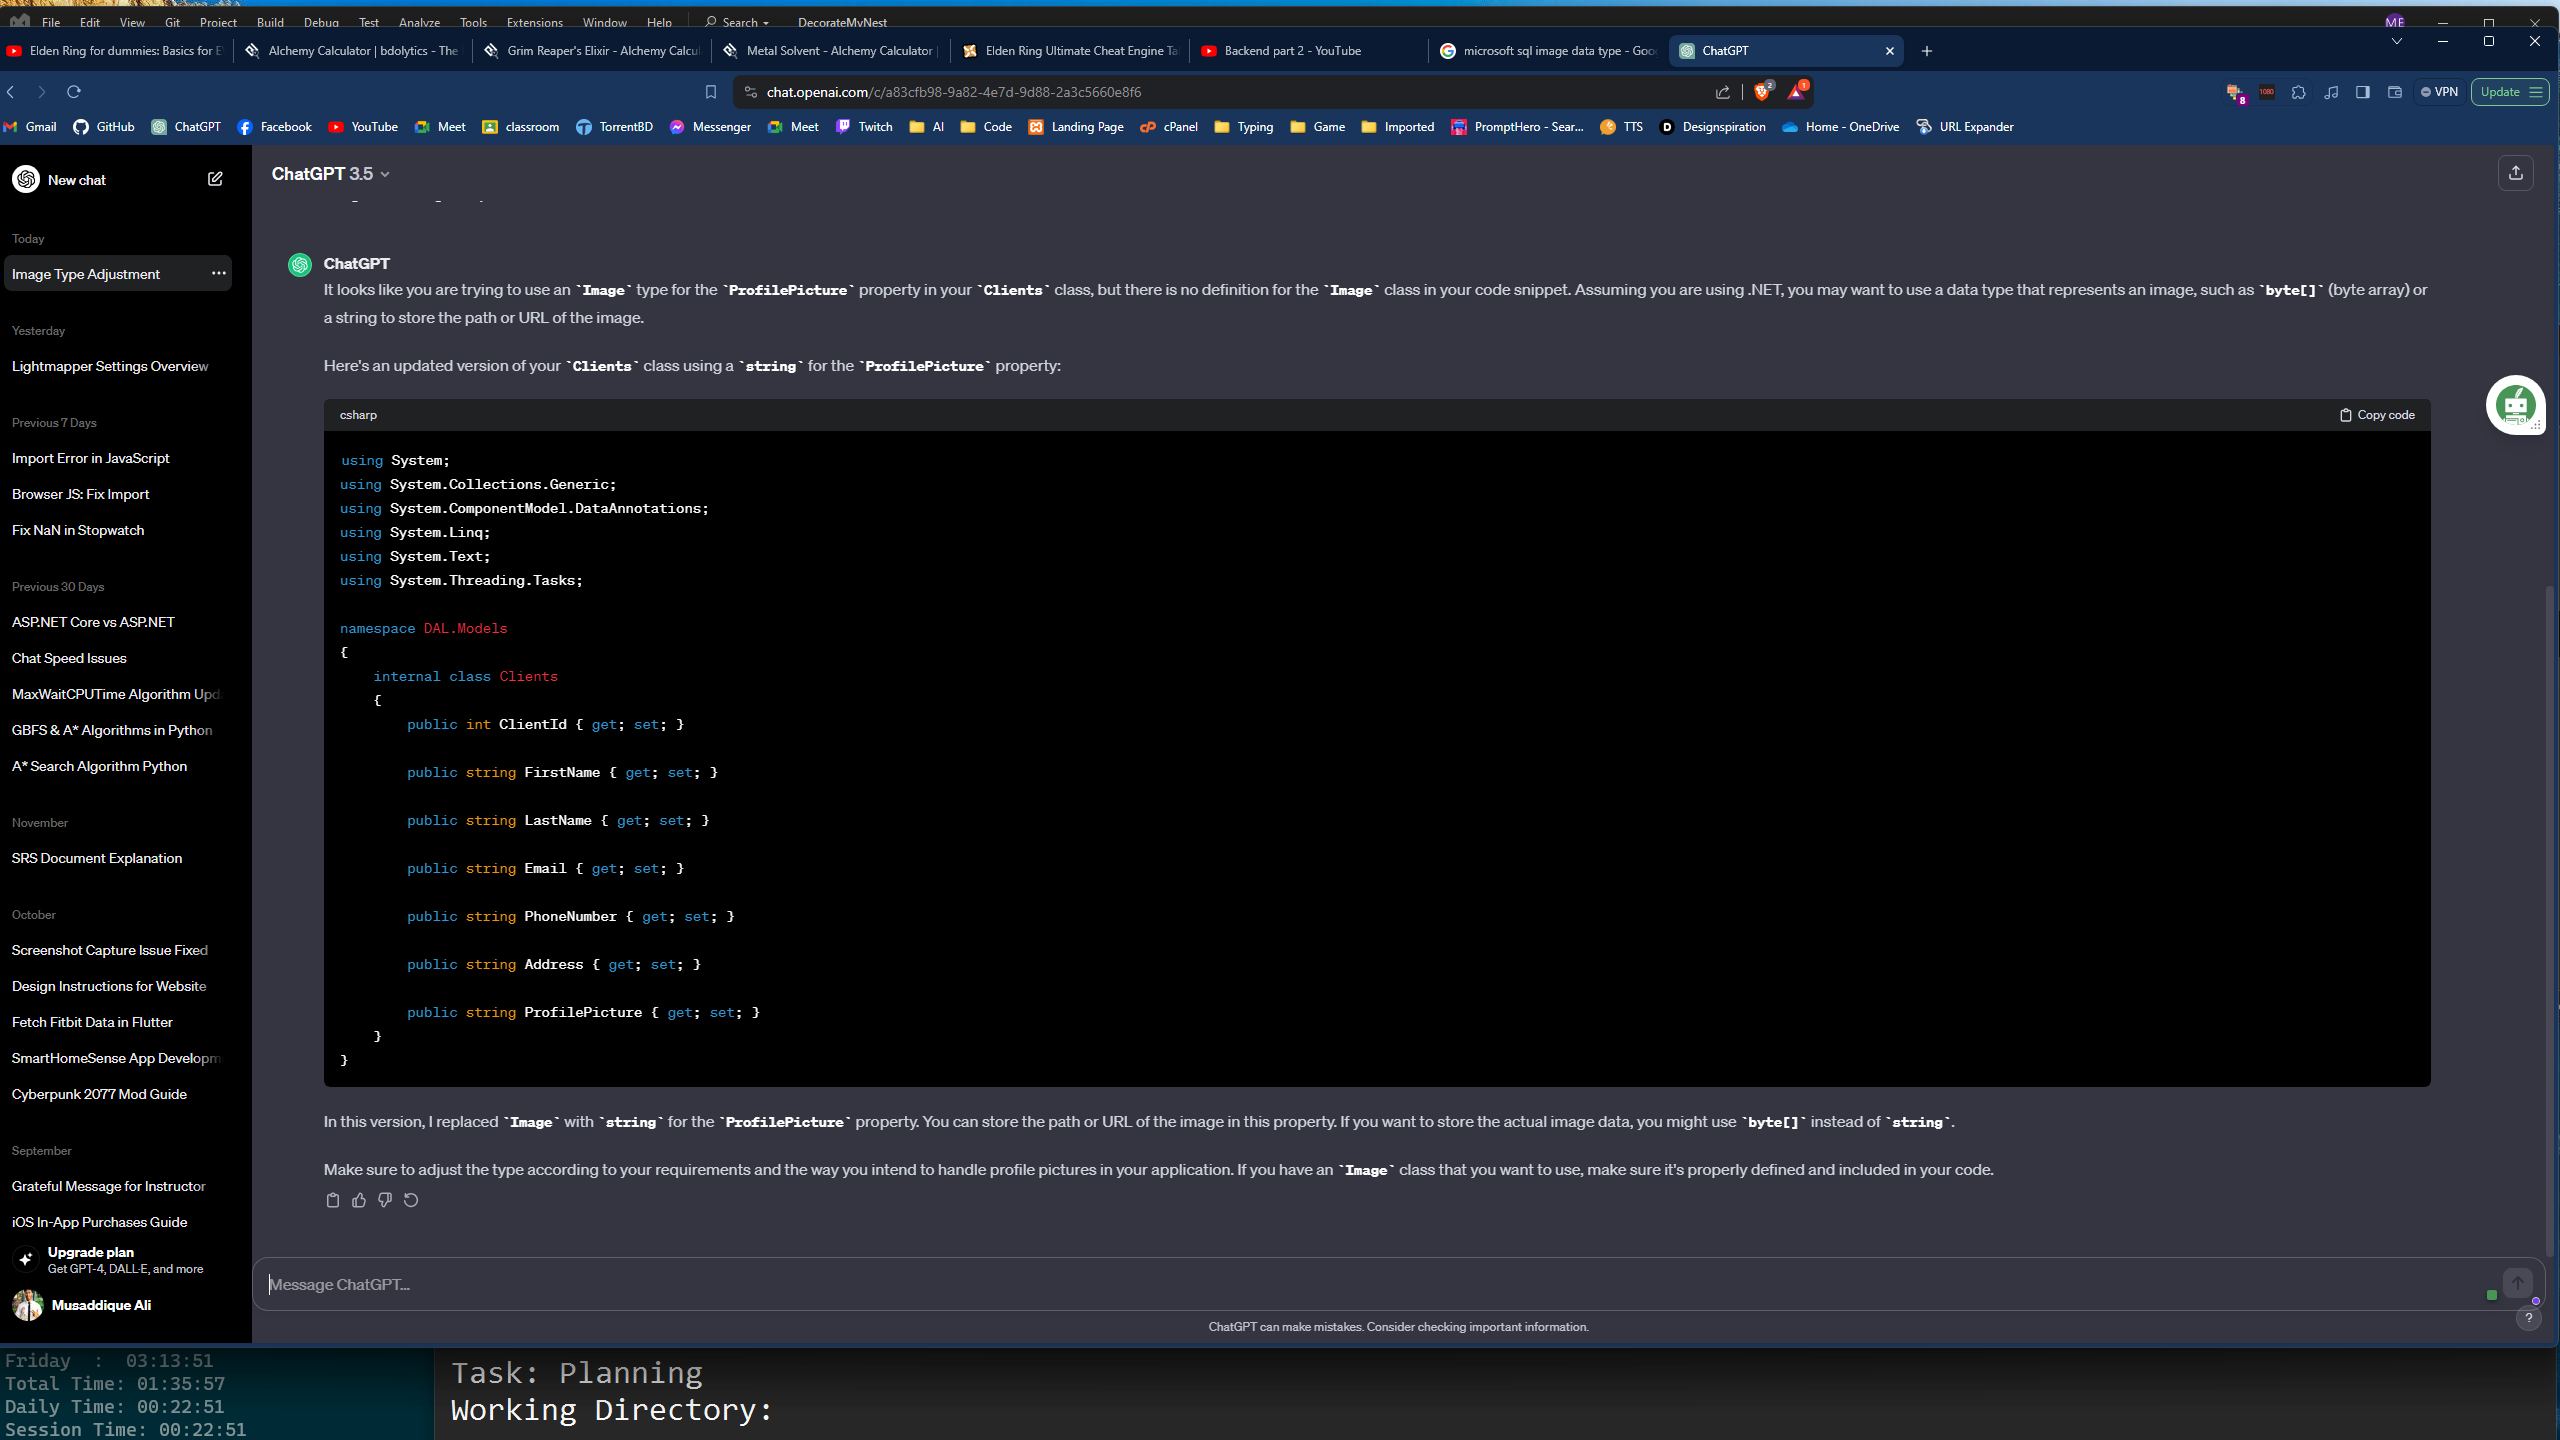 File Edit View Git Project Build Debug Test Analyze Tools Extensions Window Help Search DecorateMyNest ME
Elden Ring for dummies: Basics for E
Alchemy Calculator | bdolytics - The
Grim Reaper's Elixir - Alchemy Calcu
Metal Solvent - Alchemy Calculator |
Elden Ring Ultimate Cheat Engine Ta
Backend part 2 - YouTube
microsoft sql image data type - Goo
ChatGPT
chat.openai.com/c/a83cfb98-9a82-4e7d-9d88-2a3c5660e8f6
2
1
8
1080
VPN
Update
Gmail GitHub ChatGPT Facebook YouTube Meet classroom TorrentBD Messenger Meet Twitch AI Code Landing Page cPanel Typing Game Imported PromptHero - Sear... TTS Designspiration Home - OneDrive URL Expander
New chat
Today
Image Type Adjustment
Yesterday
Lightmapper Settings Overview
Previous 7 Days
Import Error in JavaScript
Browser JS: Fix Import
Fix NaN in Stopwatch
Previous 30 Days
ASP.NET Core vs ASP.NET
Chat Speed Issues
MaxWaitCPUTime Algorithm Upd
GBFS & A* Algorithms in Python
A* Search Algorithm Python
November
SRS Document Explanation
October
Screenshot Capture Issue Fixed
Design Instructions for Website
Fetch Fitbit Data in Flutter
SmartHomeSense App Developm
Cyberpunk 2077 Mod Guide
September
Grateful Message for Instructor
iOS In-App Purchases Guide
Upgrade plan
Get GPT-4, DALL·E, and more
Musaddique Ali
ChatGPT 3.5
ChatGPT
It looks like you are trying to use an `Image` type for the `ProfilePicture` property in your `Clients` class, but there is no definition for the `Image` class in your code snippet. Assuming you are using .NET, you may want to use a data type that represents an image, such as `byte[]` (byte array) or
a string to store the path or URL of the image.
Here's an updated version of your `Clients` class using a `string` for the `ProfilePicture` property:
csharp
Copy code
using System;
using System.Collections.Generic;
using System.ComponentModel.DataAnnotations;
using System.Linq;
using System.Text;
using System.Threading.Tasks;
namespace DAL.Models
{
internal class Clients
{
public int ClientId { get; set; }
public string FirstName { get; set; }
public string LastName { get; set; }
public string Email { get; set; }
public string PhoneNumber { get; set; }
public string Address { get; set; }
public string ProfilePicture { get; set; }
}
}
In this version, I replaced `Image` with `string` for the `ProfilePicture` property. You can store the path or URL of the image in this property. If you want to store the actual image data, you might use `byte[]` instead of `string`.
Make sure to adjust the type according to your requirements and the way you intend to handle profile pictures in your application. If you have an `Image` class that you want to use, make sure it's properly defined and included in your code.
Message ChatGPT...
ChatGPT can make mistakes. Consider checking important information.
?
Friday : 03:13:51
Total Time: 01:35:57
Daily Time: 00:22:51
Session Time: 00:22:51
Task: Planning
Working Directory: